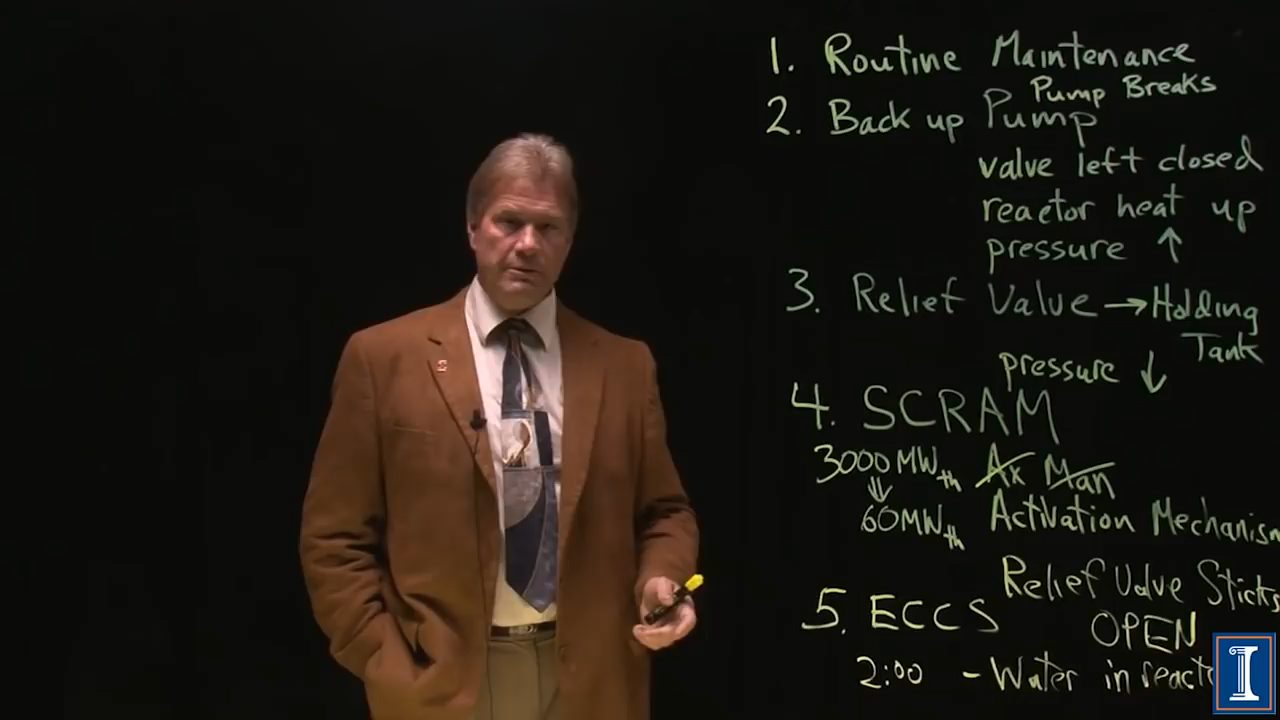 1. Routine Maintenance
Pump Breaks
2. Back up Pump
valve left closed
reactor heat up
pressure ↑
3. Relief Valve → Holding
Tank
pressure ↓
4. SCRAM
3000 MWth Ax Man
⇓
60MWth Activation Mechanism
Relief Valve Sticks
5. ECCS OPEN
2:00 - Water in reacto
I